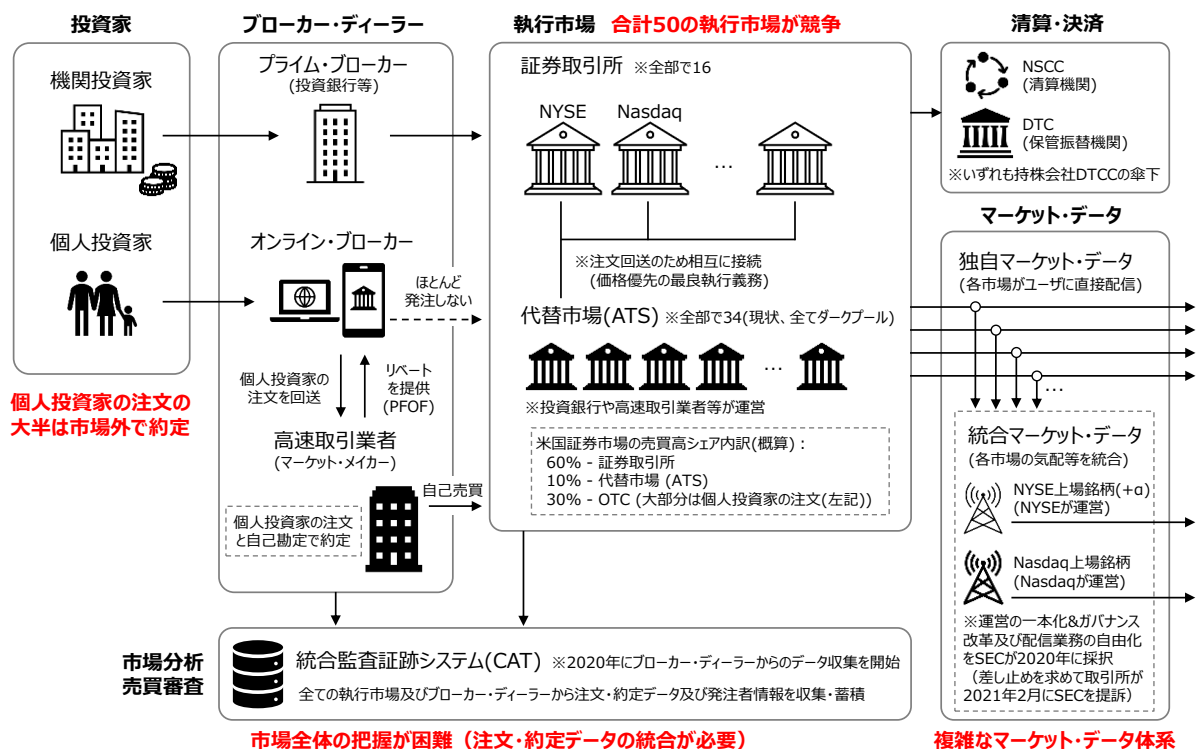 投資家
機関投資家
個人投資家
個人投資家の注文の
大半は市場外で約定
ブローカー・ディーラー
プライム・ブローカー
(投資銀行等)
オンライン・ブローカー
ほとんど
発注しない
個人投資家の
注文を回送
リベート
を提供
(PFOF)
高速取引業者
(マーケット・メイカー)
自己売買
個人投資家の注文
と自己勘定で約定
執行市場 合計50の執行市場が競争
証券取引所 ※全部で16
NYSE Nasdaq
…
※注文回送のため相互に接続
(価格優先の最良執行義務)
代替市場(ATS) ※全部で34(現状、全てダークプール)
…
※投資銀行や高速取引業者等が運営
米国証券市場の売買高シェア内訳(概算)：
60% - 証券取引所
10% - 代替市場 (ATS)
30% - OTC (大部分は個人投資家の注文(左記))
清算・決済
NSCC
(清算機関)
DTC
(保管振替機関)
※いずれも持株会社DTCCの傘下
マーケット・データ
独自マーケット・データ
(各市場がユーザに直接配信)
…
統合マーケット・データ
(各市場の気配等を統合)
NYSE上場銘柄(+α)
(NYSEが運営)
Nasdaq上場銘柄
(Nasdaqが運営)
※運営の一本化&ガバナンス
改革及び配信業務の自由化
をSECが2020年に採択
（差し止めを求めて取引所が
2021年2月にSECを提訴）
複雑なマーケット・データ体系
市場分析
売買審査
統合監査証跡システム(CAT) ※2020年にブローカー・ディーラーからのデータ収集を開始
全ての執行市場及びブローカー・ディーラーから注文・約定データ及び発注者情報を収集・蓄積
市場全体の把握が困難（注文・約定データの統合が必要）